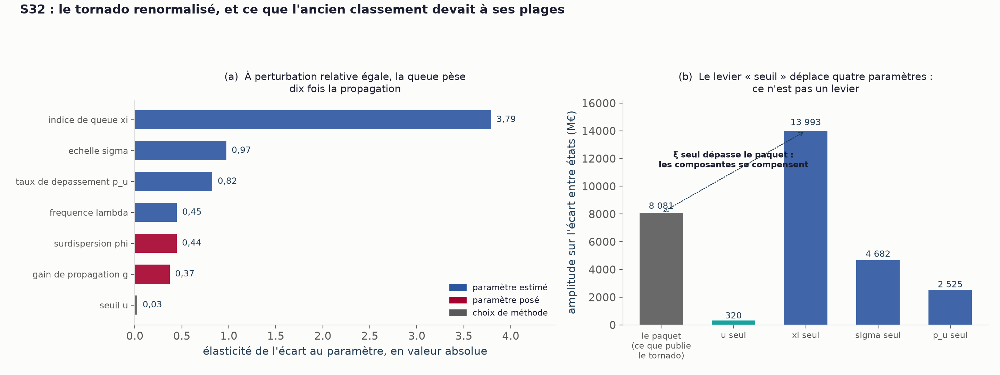 S32 : le tornado renormalisé, et ce que l'ancien classement devait à ses plages
(a)  À perturbation relative égale, la queue pèse
dix fois la propagation
indice de queue xi
3,79
echelle sigma
0,97
taux de depassement p_u
0,82
frequence lambda
0,45
surdispersion phi
0,44
gain de propagation g
0,37
seuil u
0,03
paramètre estimé
paramètre posé
choix de méthode
0.0 0.5 1.0 1.5 2.0 2.5 3.0 3.5 4.0
élasticité de l'écart au paramètre, en valeur absolue
(b)  Le levier « seuil » déplace quatre paramètres :
ce n'est pas un levier
amplitude sur l'écart entre états (M€)
16000
14000
12000
10000
8000
6000
4000
2000
0
13 993
ξ seul dépasse le paquet :
les composantes se compensent
8 081
4 682
2 525
320
le paquet
(ce que publie
le tornado)
u seul
xi seul
sigma seul
p_u seul